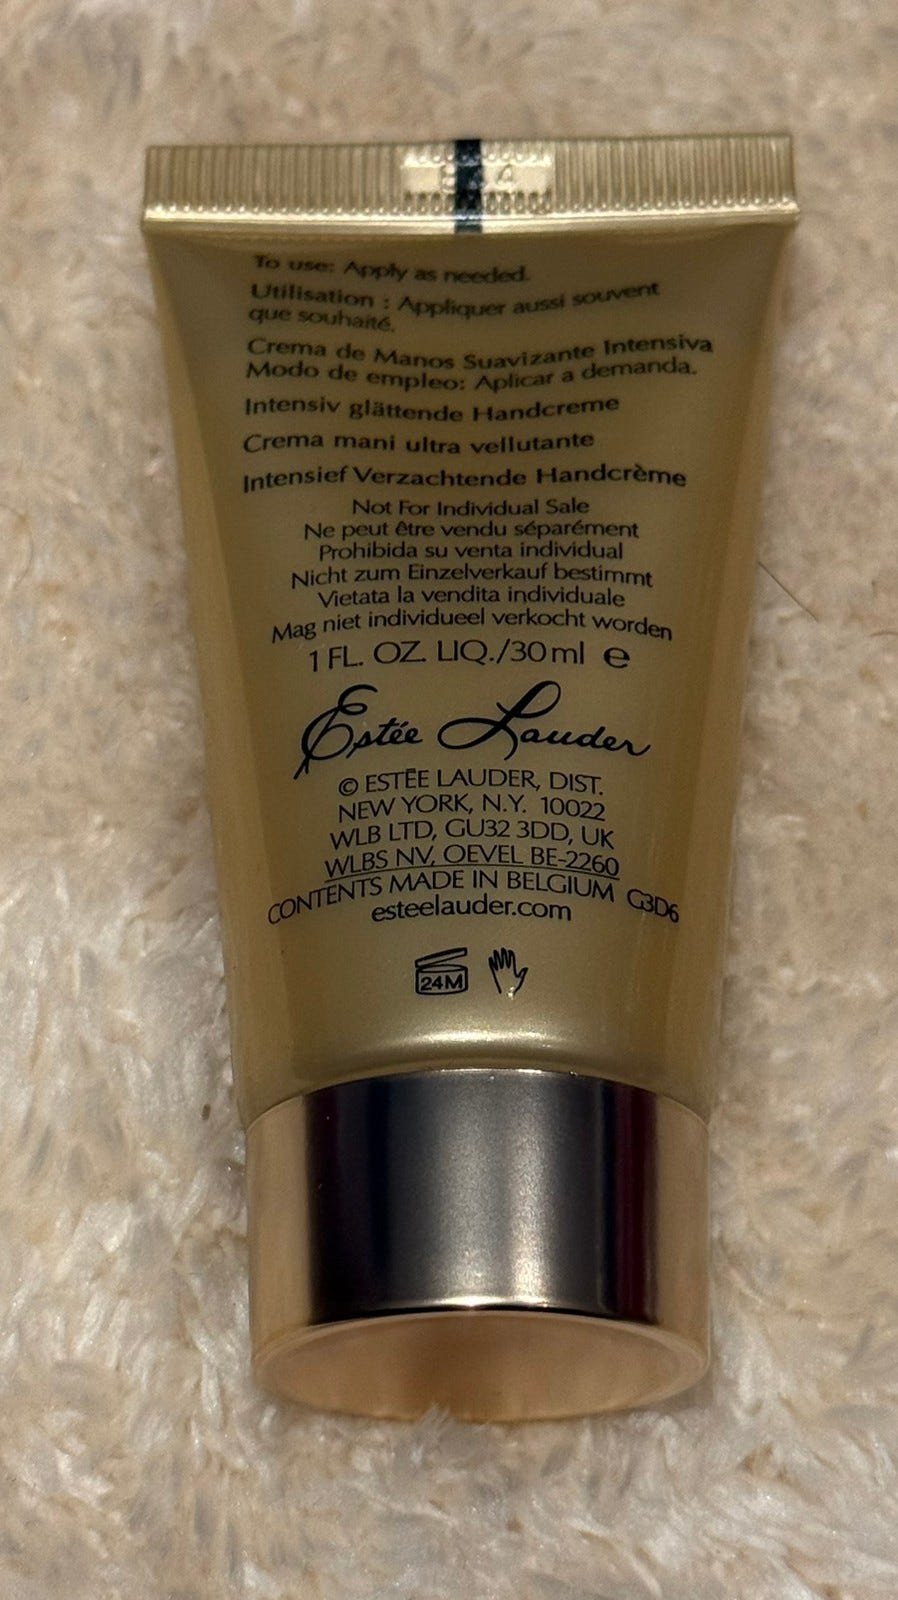 To use: Apply as needed.
Utilisation : Appliquer aussi souvent
que souhaité.
Crema de Manos Suavizante Intensiva
Modo de empleo: Aplicar a demanda.
Intensiv glättende Handcreme
Crema mani ultra vellutante
Intensief Verzachtende Handcrème
Not For Individual Sale
Ne peut être vendu séparément
Prohibida su venta individual
Nicht zum Einzelverkauf bestimmt
Vietata la vendita individuale
Mag niet individueel verkocht worden
1 FL. OZ. LIQ./30 ml e
Estée Lauder
© ESTĒE LAUDER, DIST.
NEW YORK, N.Y. 10022
WLB LTD, GU32 3DD, UK
WLBS NV, OEVEL BE-2260
CONTENTS MADE IN BELGIUM G3D6
esteelauder.com
24M